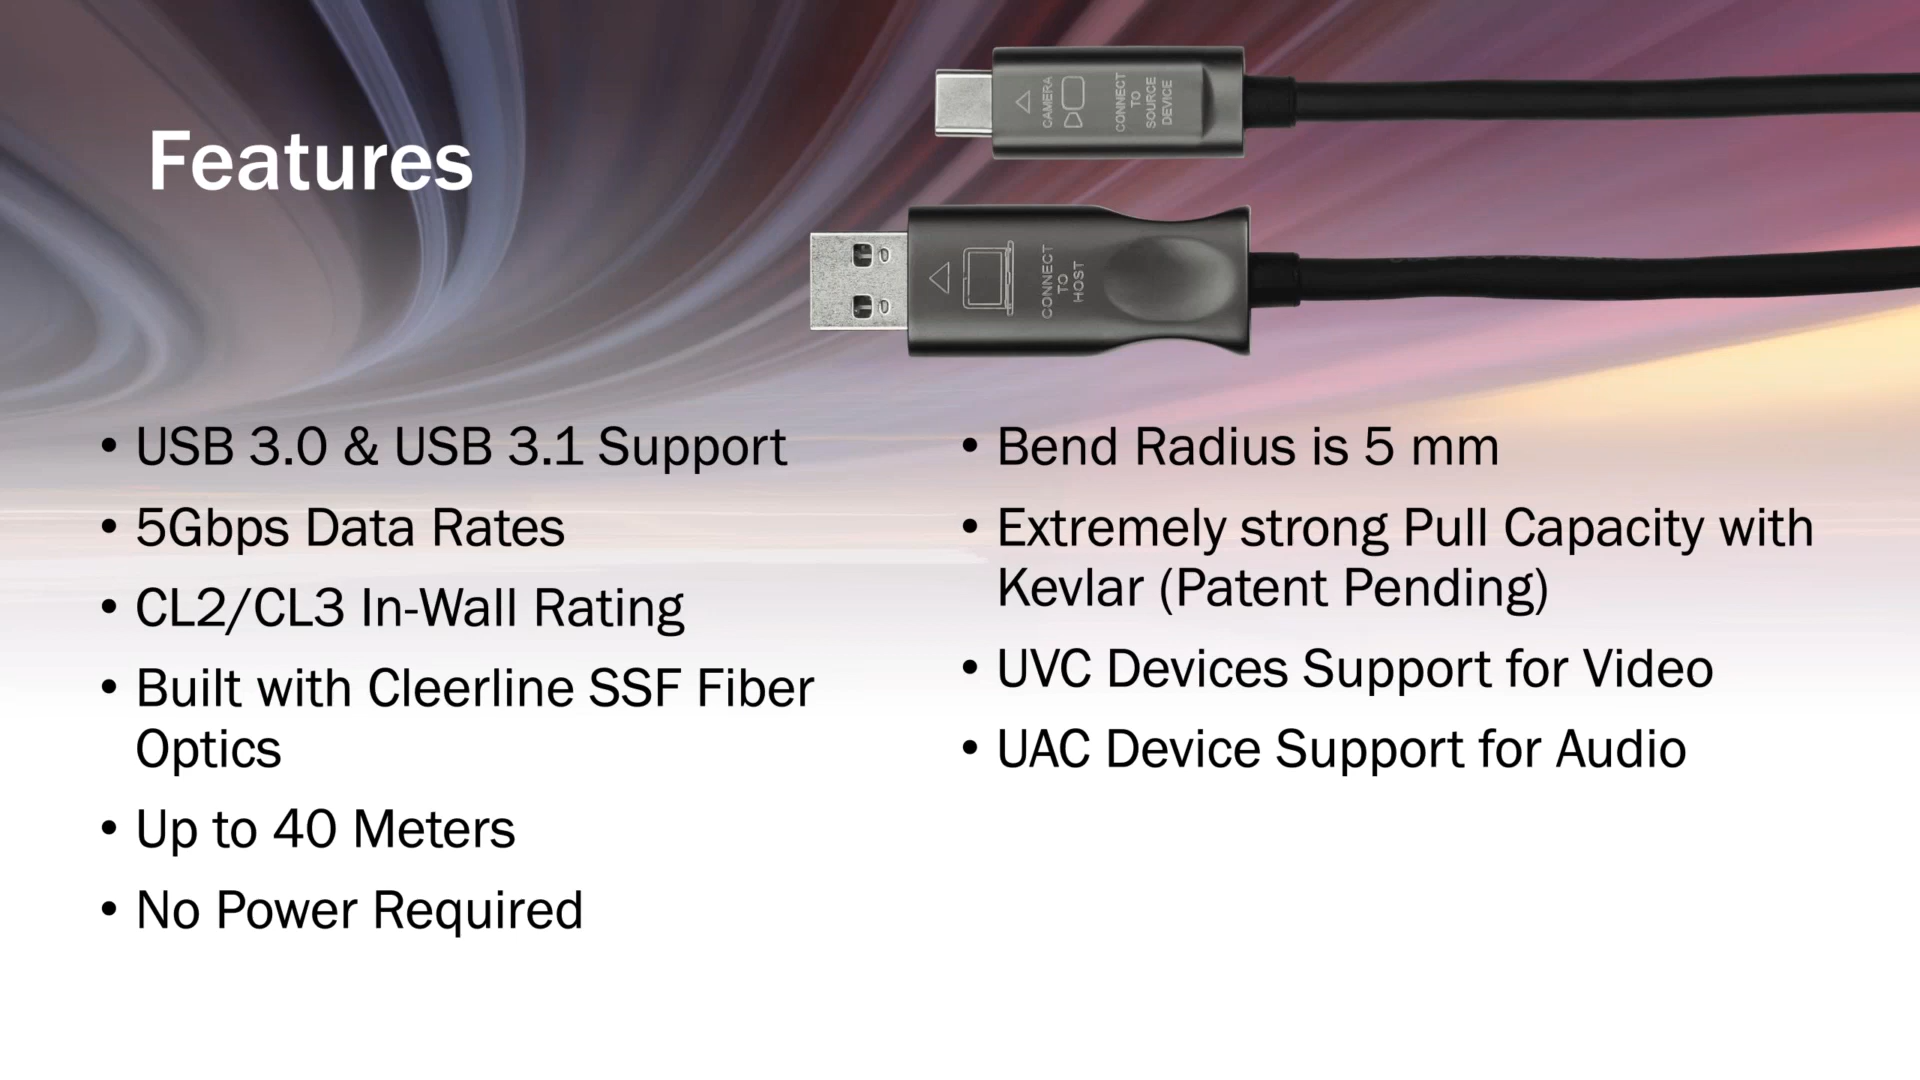 Features
CAMERA
CONNECT
TO
SOURCE
DEVICE
CONNECT
TO
HOST
• USB 3.0 & USB 3.1 Support
• 5Gbps Data Rates
• CL2/CL3 In-Wall Rating
• Built with Cleerline SSF Fiber
Optics
• Up to 40 Meters
• No Power Required
• Bend Radius is 5 mm
• Extremely strong Pull Capacity with
Kevlar (Patent Pending)
• UVC Devices Support for Video
• UAC Device Support for Audio